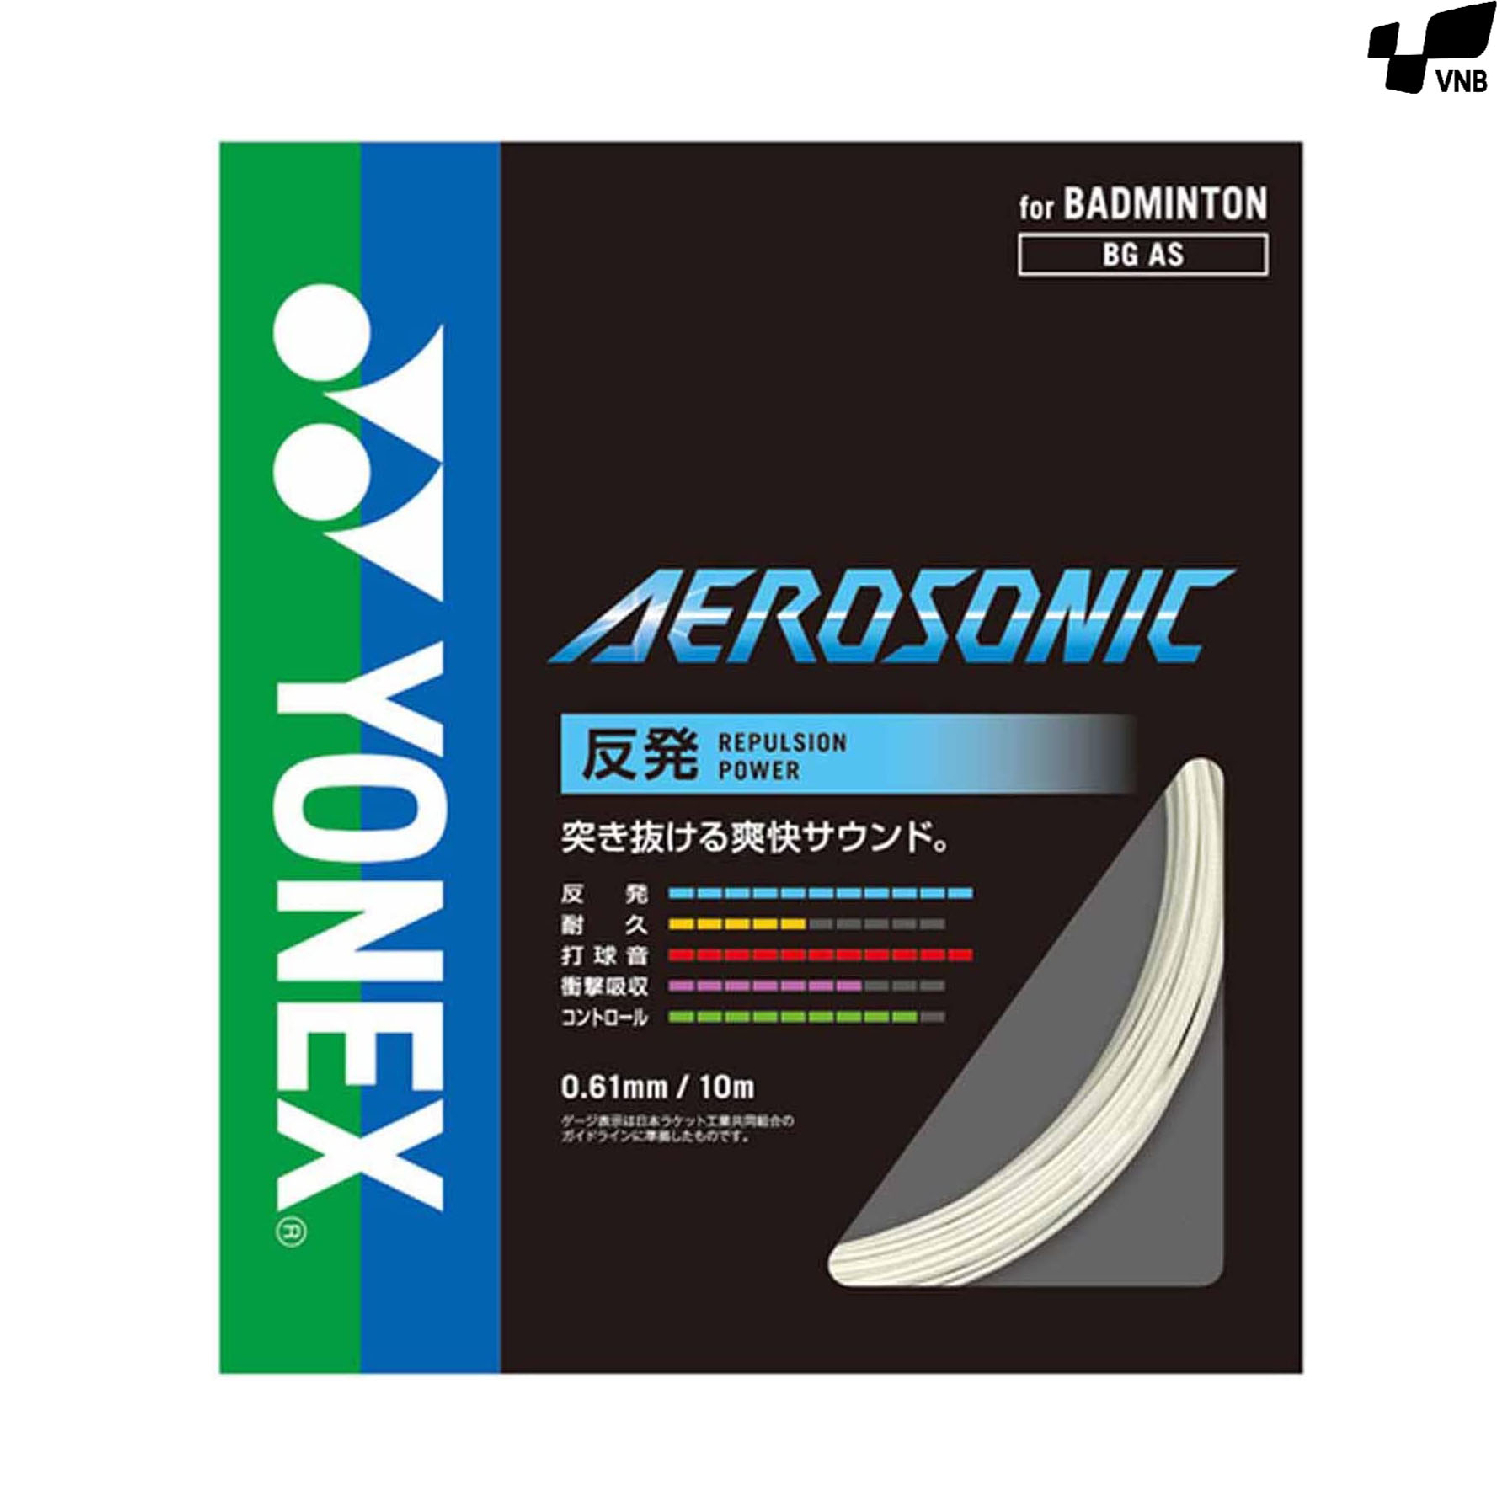 VNB
for BADMINTON
BG AS
YONEX®
AEROSONIC
反発 REPULSION
POWER
突き抜ける爽快サウンド。
反発
耐久
打球音
衝撃吸収
コントロール
0.61mm / 10m
ゲージ表示は日本ラケット工業共同組合の
ガイドラインに準拠したものです。